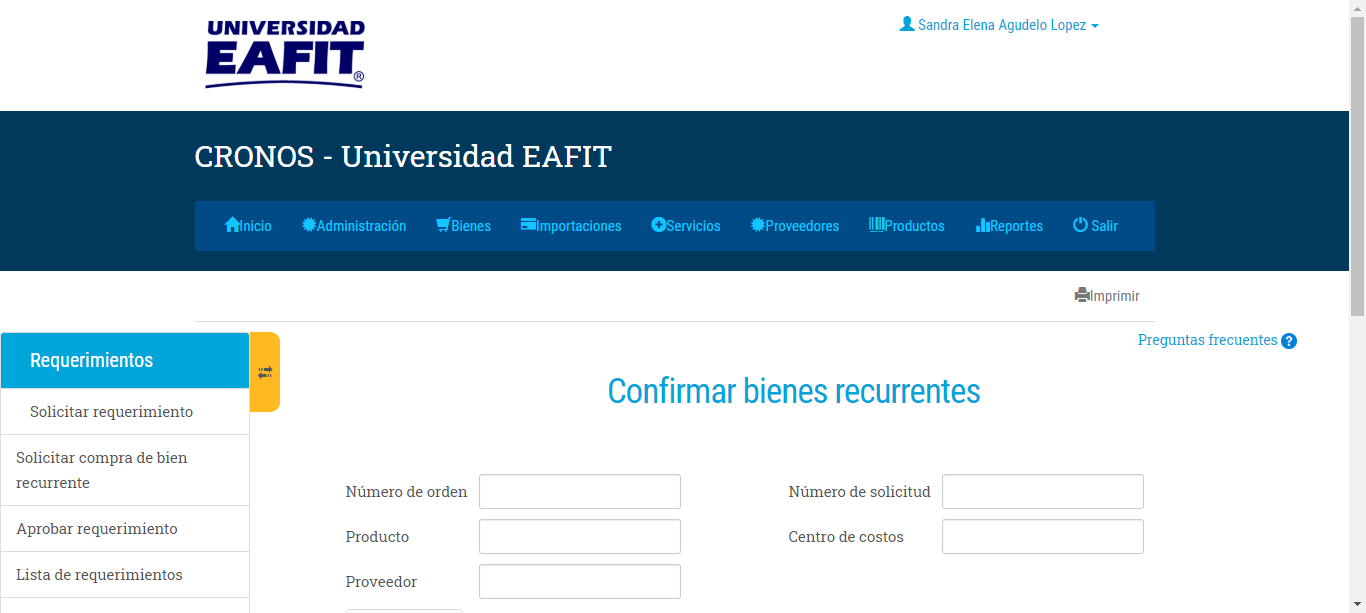 UNIVERSIDAD
EAFIT®
Sandra Elena Agudelo Lopez
CRONOS - Universidad EAFIT
Inicio Administración Bienes Importaciones Servicios Proveedores Productos Reportes Salir
Imprimir
Preguntas frecuentes ?
Requerimientos
Solicitar requerimiento
Solicitar compra de bien
recurrente
Aprobar requerimiento
Lista de requerimientos
Confirmar bienes recurrentes
Número de orden Número de solicitud
Producto Centro de costos
Proveedor